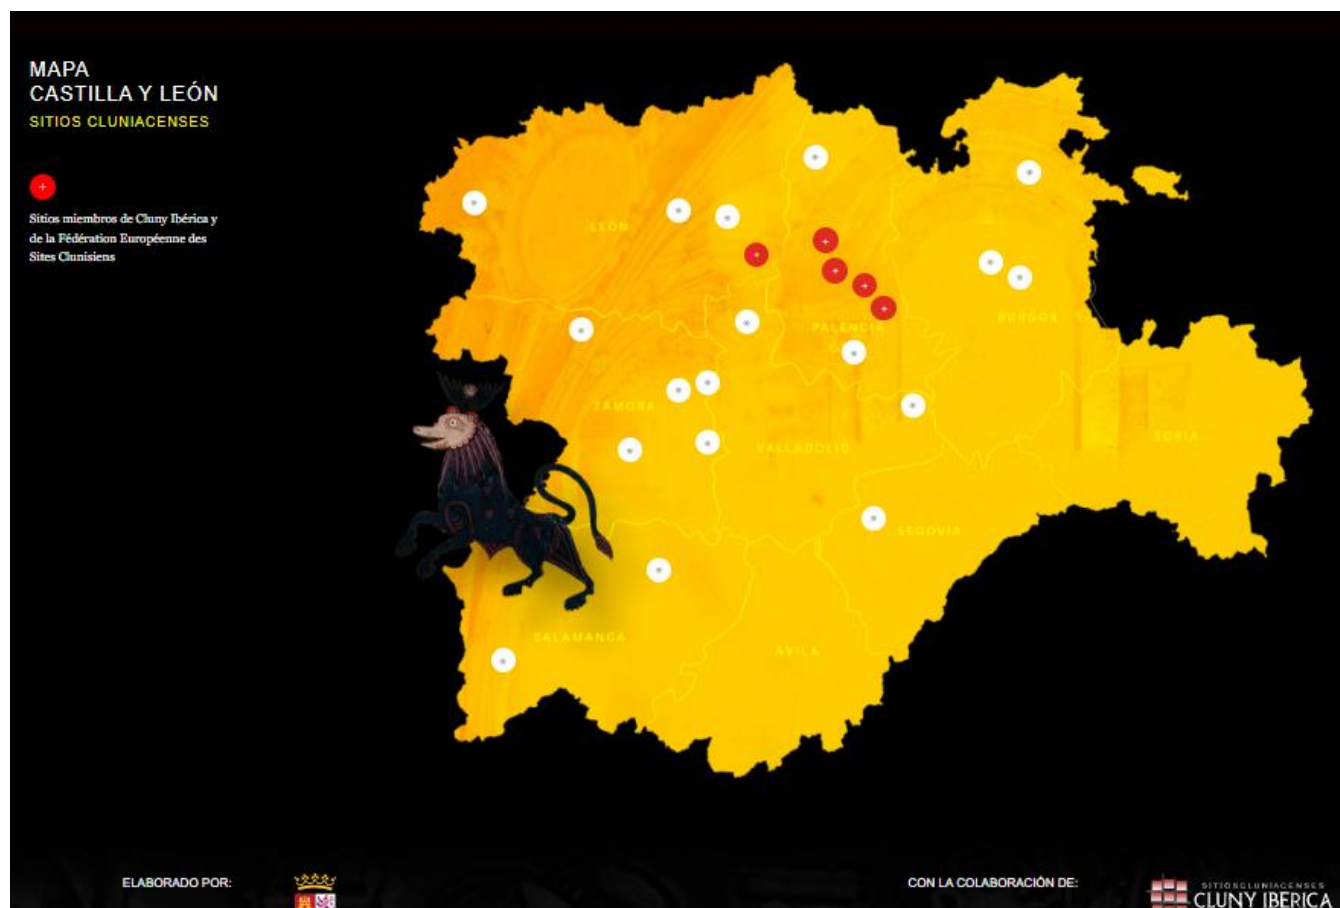 MAPA
CASTILLA Y LEÓN
SITIOS CLUNIACENSES
Sitios miembros de Cluny Ibérica y
de la Fédération Européenne des
Sites Clunisiens
LEÓN
PALENCIA
BURGOS
ZAMORA
VALLADOLID
SORIA
SEGOVIA
SALAMANCA
ÁVILA
ELABORADO POR:
CON LA COLABORACIÓN DE:
SITIOSCLUNIACENSES
CLUNY IBÉRICA